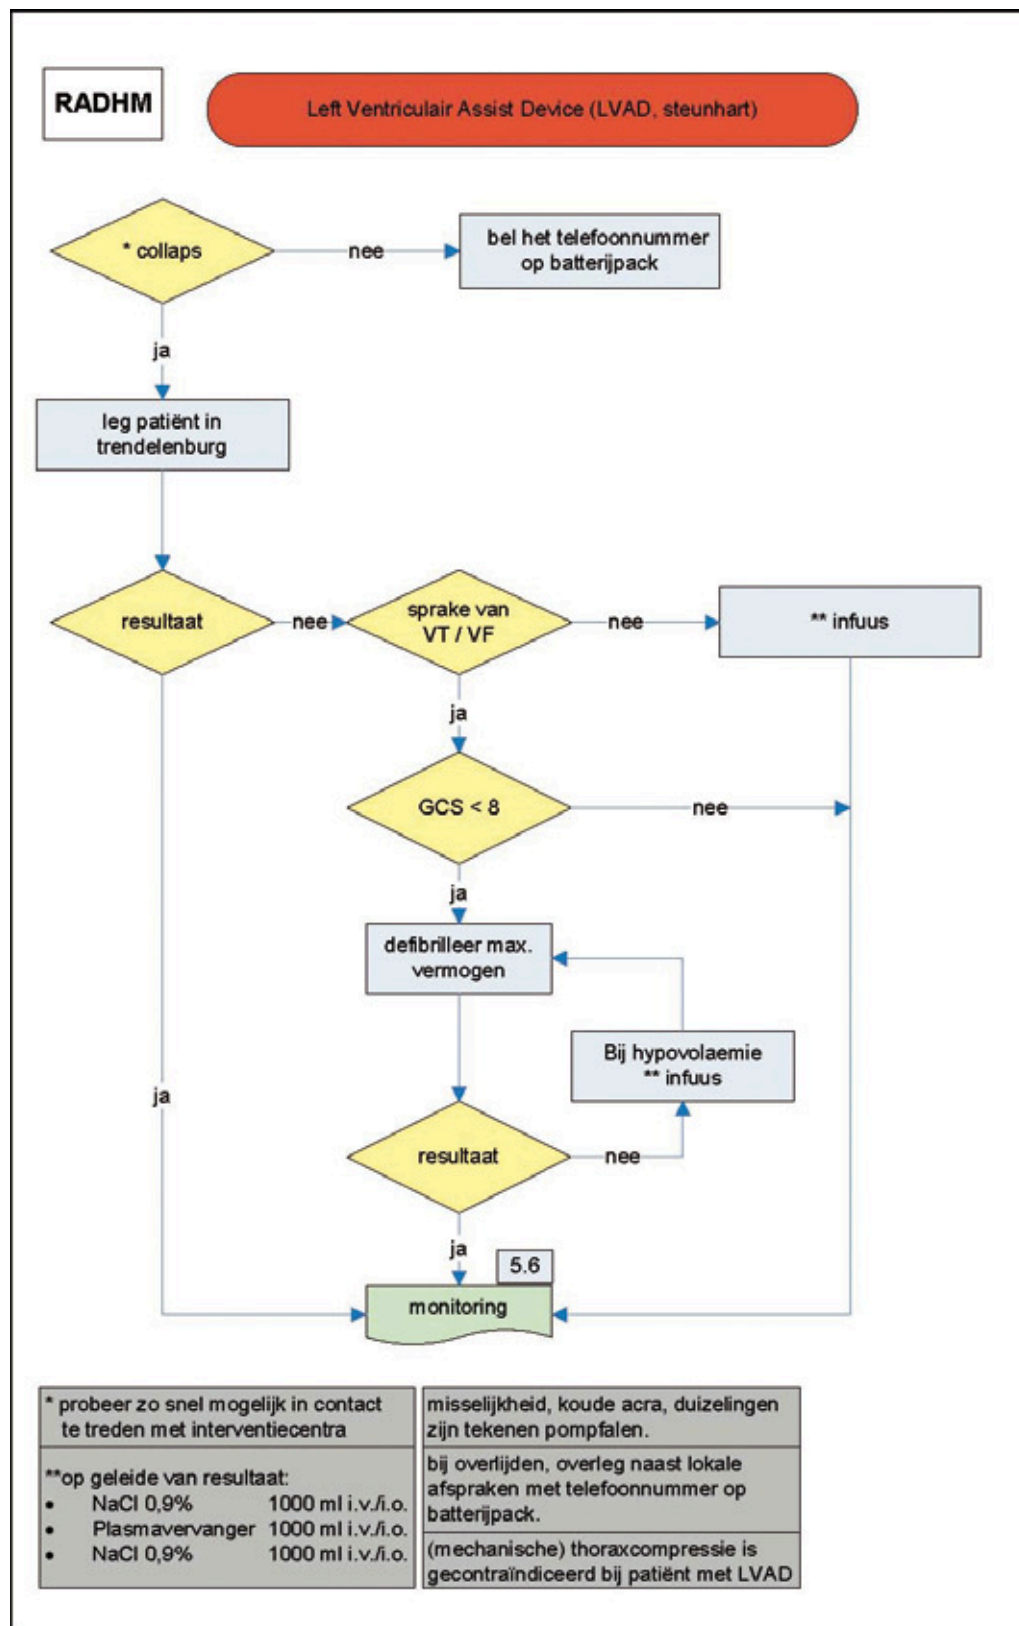 RADHM
Left Ventriculair Assist Device (LVAD, steunhart)
* collaps
nee
bel het telefoonnummer
op batterijpack
ja
leg patiënt in
trendelenburg
resultaat
nee
sprake van
VT / VF
nee
** infuus
ja
GCS < 8
nee
ja
defibrilleer max.
vermogen
Bij hypovolaemie
** infuus
ja
resultaat
nee
ja
5.6
monitoring
* probeer zo snel mogelijk in contact
te treden met interventiecentra
**op geleide van resultaat:
• NaCl 0,9% 1000 ml i.v./i.o.
• Plasmavervanger 1000 ml i.v./i.o.
• NaCl 0,9% 1000 ml i.v./i.o.
misselijkheid, koude acra, duizelingen
zijn tekenen pompfalen.
bij overlijden, overleg naast lokale
afspraken met telefoonnummer op
batterijpack.
(mechanische) thoraxcompressie is
gecontraïndiceerd bij patiënt met LVAD